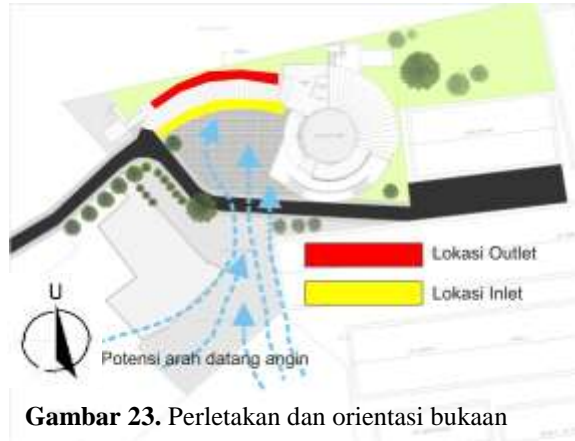 Lokasi Outlet
Lokasi Inlet
U
Potensi arah datang angin
Gambar 23. Perletakan dan orientasi bukaan